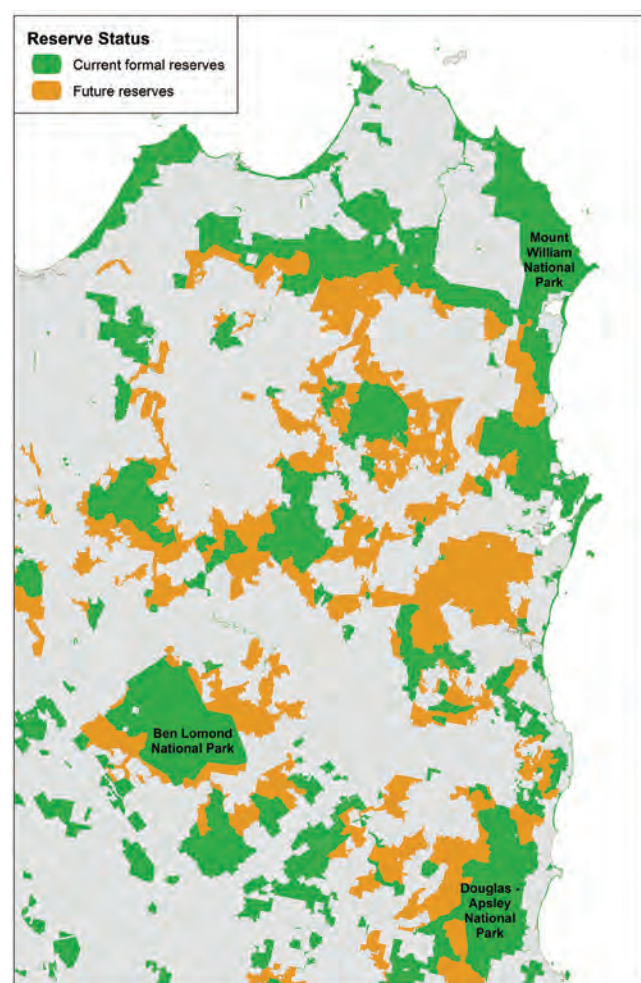 Reserve Status
Current formal reserves
Future reserves
Mount
William
National
Park
Ben Lomond
National Park
Douglas -
Apsley
National
Park